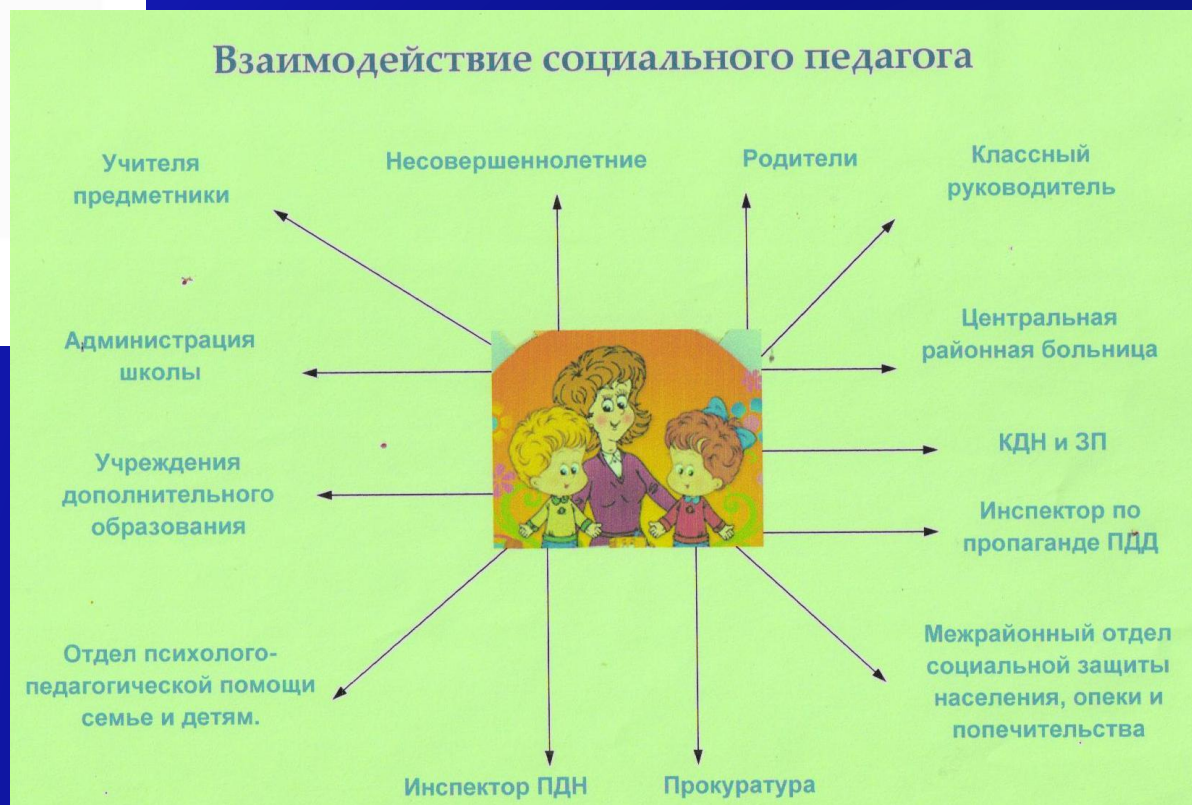 Взаимодействие социального педагога
Учителя
предметники
Несовершеннолетние
Родители
Классный
руководитель
Администрация
школы
Центральная
районная больница
Учреждения
дополнительного
образования
КДН и ЗП
Инспектор по
пропаганде ПДД
Отдел психолого-
педагогической помощи
семье и детям.
Межрайонный отдел
социальной защиты
населения, опеки и
попечительства
Инспектор ПДН
Прокуратура